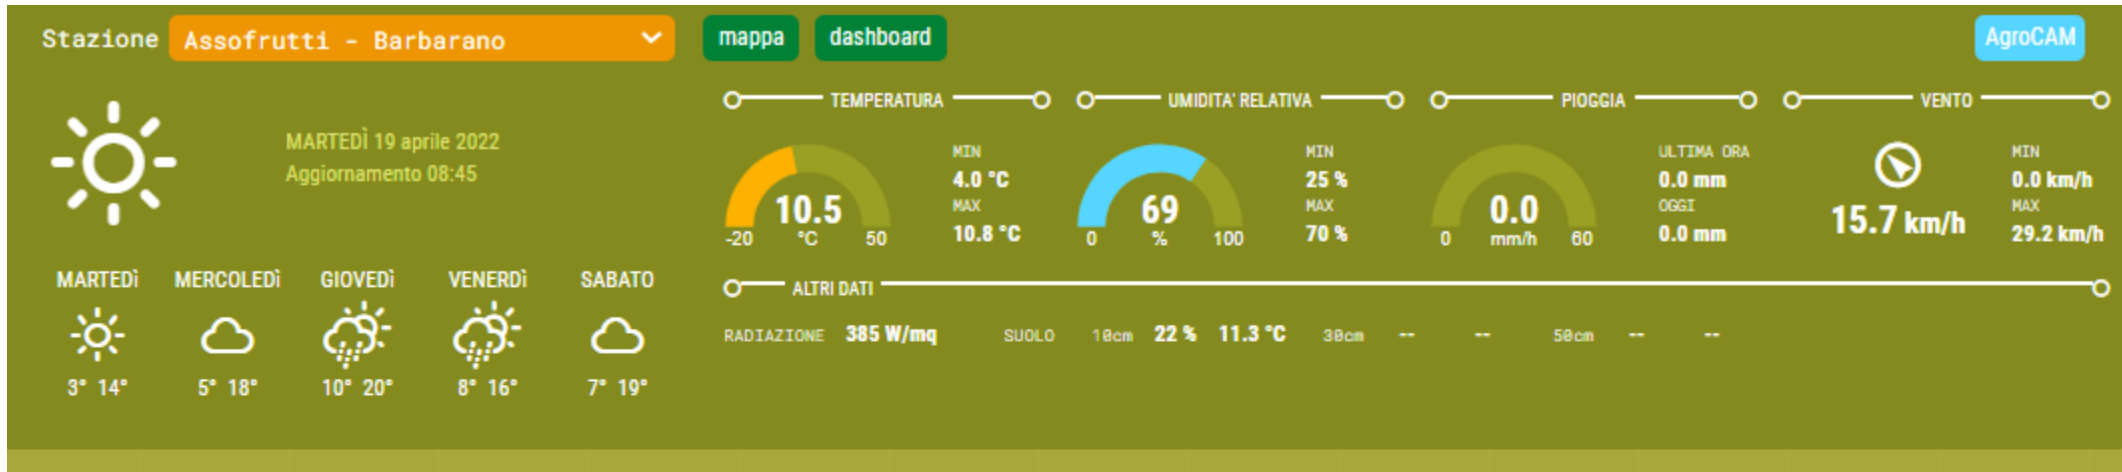 Stazione Assofrutti - Barbarano mappa dashboard AgroCAM
MARTEDÌ 19 aprile 2022
Aggiornamento 08:45
MARTEDì MERCOLEDì GIOVEDì VENERDì SABATO
3° 14° 5° 18° 10° 20° 8° 16° 7° 19°
TEMPERATURA
10.5
°C
-20 50
MIN
4.0 °C
MAX
10.8 °C
UMIDITA' RELATIVA
69
%
0 100
MIN
25 %
MAX
70 %
PIOGGIA
0.0
mm/h
0 60
ULTIMA ORA
0.0 mm
OGGI
0.0 mm
VENTO
15.7 km/h
MIN
0.0 km/h
MAX
29.2 km/h
ALTRI DATI
RADIAZIONE 385 W/mq SUOLO 10cm 22 % 11.3 °C 30cm -- -- 50cm -- --